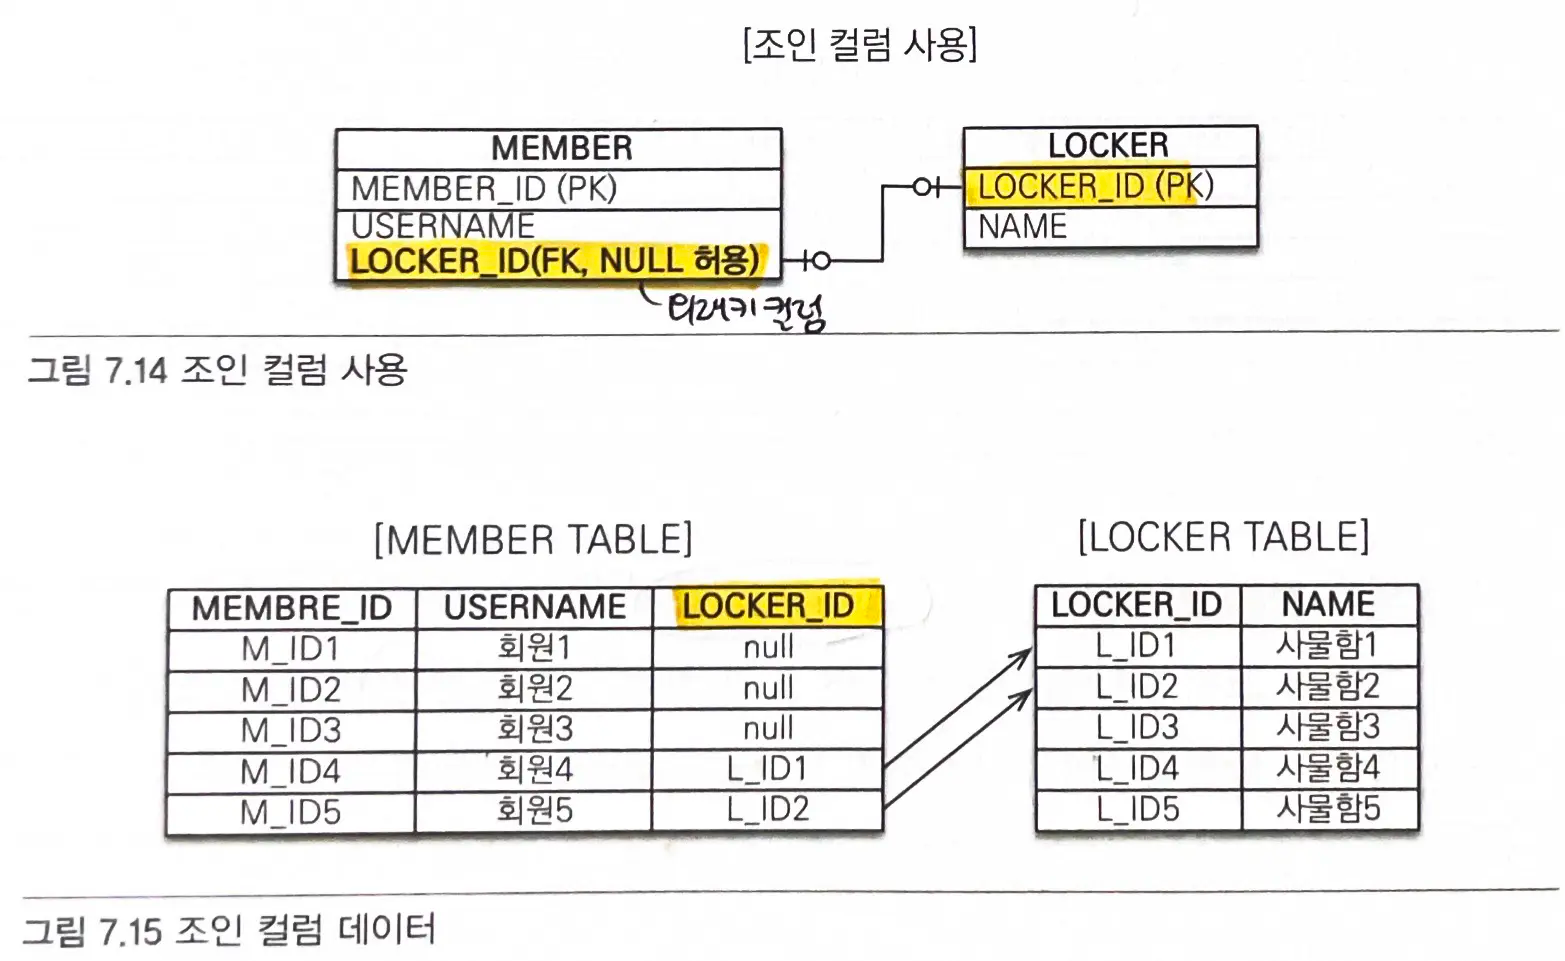 [조인 컬럼 사용]
MEMBER
MEMBER_ID (PK)
USERNAME
LOCKER_ID(FK, NULL 허용)
외래키 컬럼
LOCKER
LOCKER_ID (PK)
NAME
그림 7.14 조인 컬럼 사용
[MEMBER TABLE]
MEMBRE_ID USERNAME LOCKER_ID
M_ID1 회원1 null
M_ID2 회원2 null
M_ID3 회원3 null
M_ID4 회원4 L_ID1
M_ID5 회원5 L_ID2
[LOCKER TABLE]
LOCKER_ID NAME
L_ID1 사물함1
L_ID2 사물함2
L_ID3 사물함3
L_ID4 사물함4
L_ID5 사물함5
그림 7.15 조인 컬럼 데이터